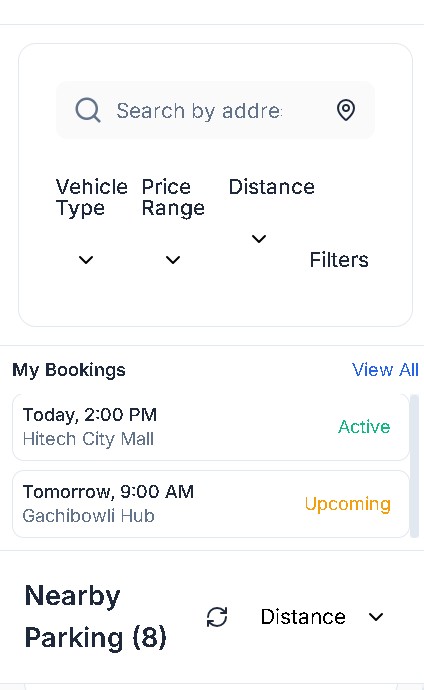 Search by addre
Vehicle Type
Price Range
Distance
Filters
My Bookings
View All
Today, 2:00 PM
Hitech City Mall
Active
Tomorrow, 9:00 AM
Gachibowli Hub
Upcoming
Nearby
Parking (8)
Distance